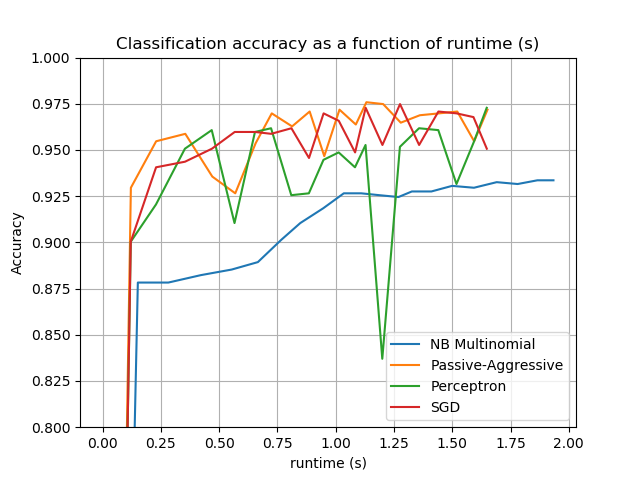 Classification accuracy as a function of runtime (s)
1.000
0.975
0.950
0.925
0.900
0.875
0.850
0.825
0.800
Accuracy
NB Multinomial
Passive-Aggressive
Perceptron
SGD
0.00 0.25 0.50 0.75 1.00 1.25 1.50 1.75 2.00
runtime (s)